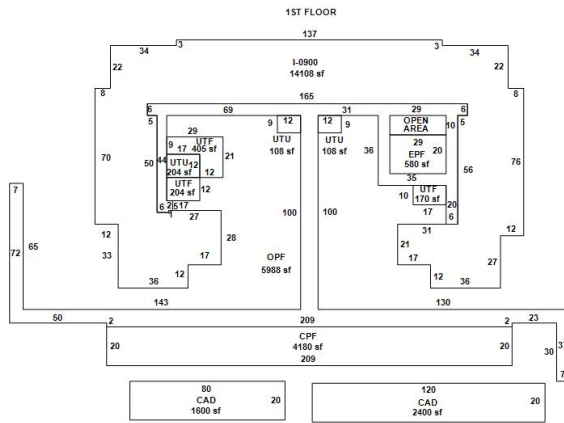 1ST FLOOR
137
3 3
34 34
22 22
I-0900
14108 sf
8 8
165
6 6
5 69 12 31 29 5
9 12 9 OPEN 10
AREA
29 29
9 UTF
17 405 sf
UTU 108 sf
UTU 108 sf
EPF 20
580 sf
36
70 50 44 UTU 12 21 56 76
204 sf 12
35
UTF 12
204 sf
10 UTF 20
170 sf
6 2 5 17
1 27
17 6
100 100
12 28 31 12
72 65 33 OPF 21 27
5988 sf
17 17
12 12
36 36
7
143 130
50 2 209 2 23
20 CPF 20
4180 sf
30 37
209
7
80 120
CAD 20
1600 sf
CAD 20
2400 sf